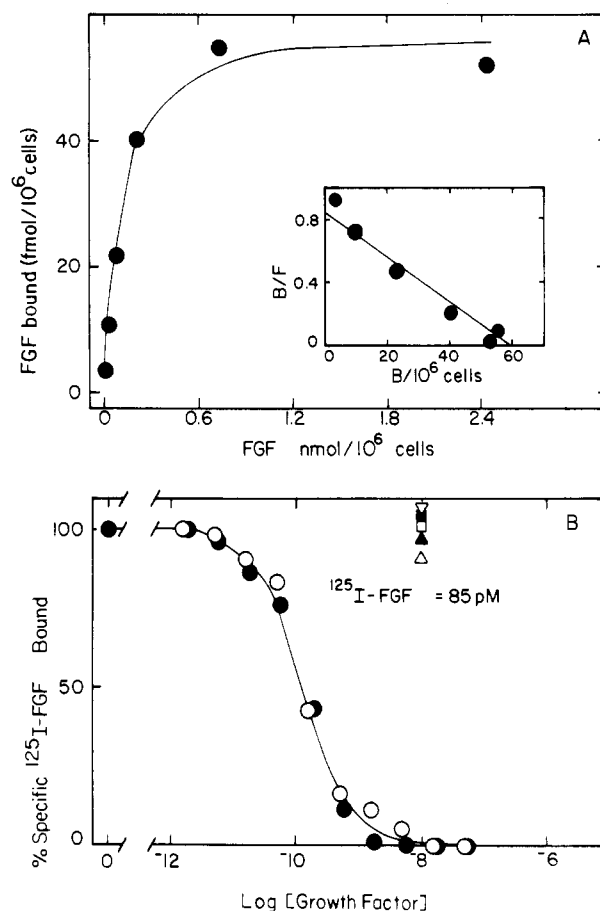 A
FGF bound (fmol/10⁶ cells)
40
20
0
0 0.6 1.2 1.8 2.4
FGF nmol/10⁶ cells
B/F
0.8
0.4
0
0 20 40 60
B/10⁶ cells
B
% Specific ¹²⁵I-FGF Bound
100
50
0
¹²⁵I-FGF = 85 pM
0 -12 -10 -8 -6
Log [Growth Factor]